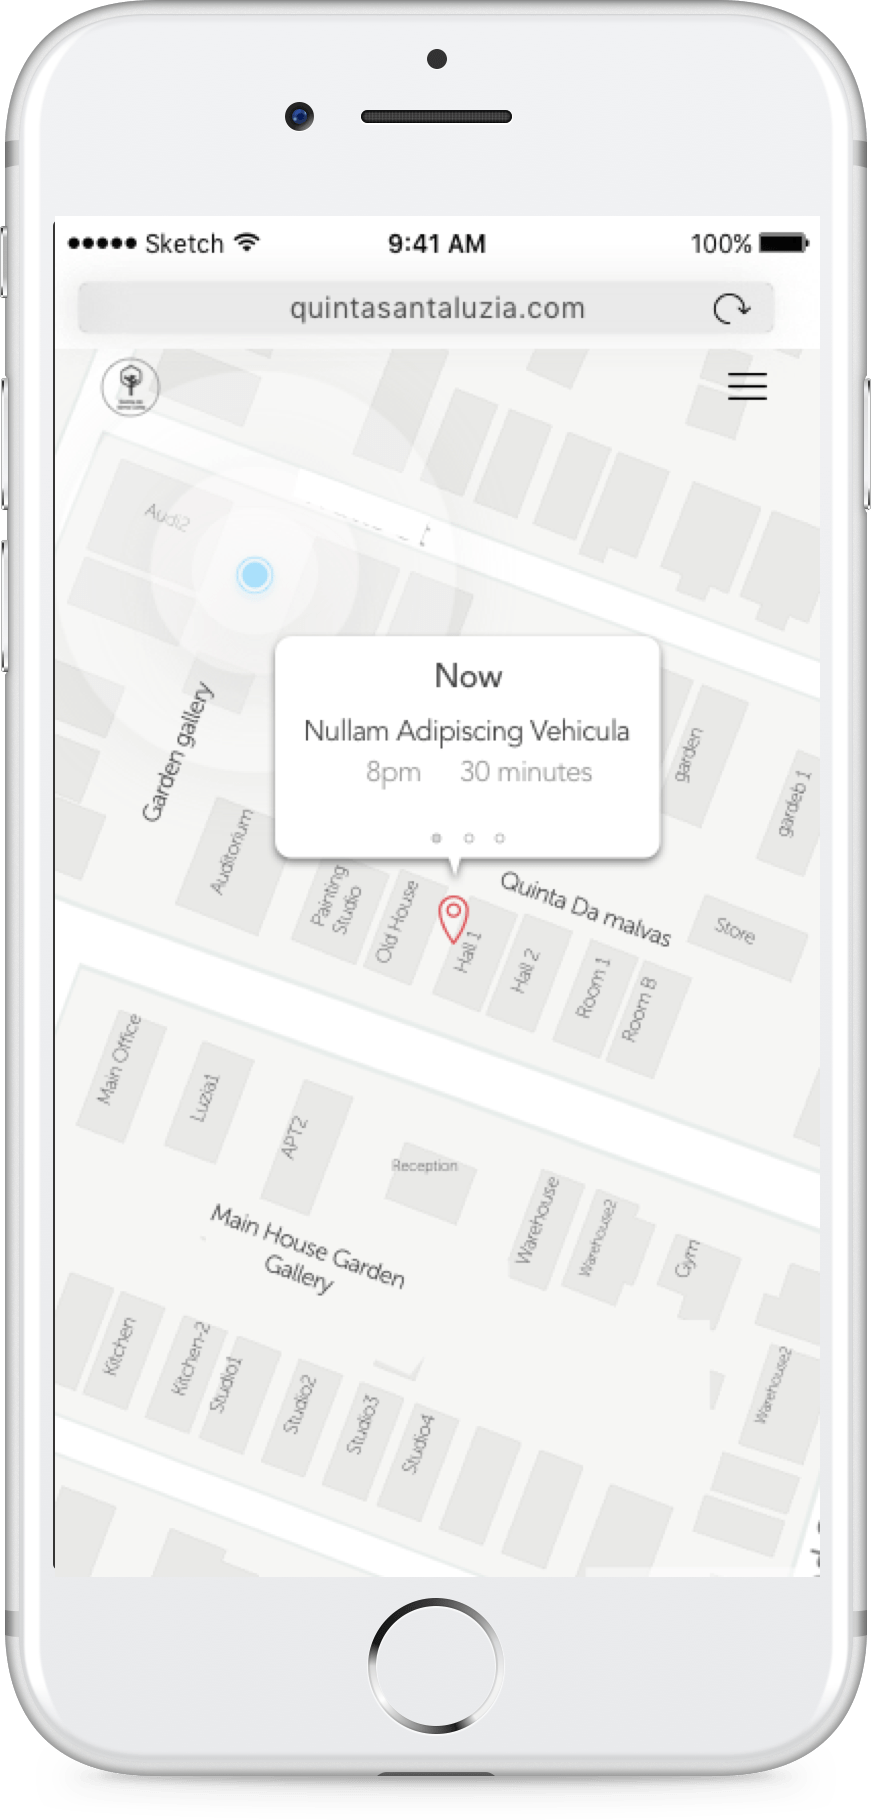 Sketch
9:41 AM
100%
quintasantaluzia.com
Audi2
Now
Nullam Adipiscing Vehicula
8pm 30 minutes
Garden gallery
garden
gardeb 1
Auditorium
Painting
Studio
Old House
Hall 1
Hall 2
Quinta Da malvas
Room 1
Room B
Store
Main Office
Luzia1
APT2
Reception
Warehouse
Warehouse2
Gym
Main House Garden
Gallery
Kitchen
Kitchen-2
Studio1
Studio2
Studio3
Studio4
Warehouse2